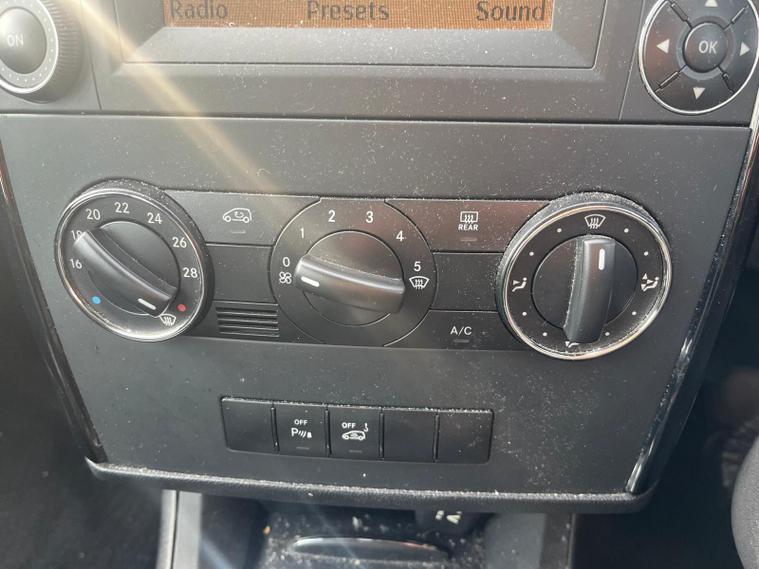 Radio Presets Sound
ON
OK
16 18 20 22 24 26 28
0 1 2 3 4 5
REAR
A/C
OFF
P
OFF